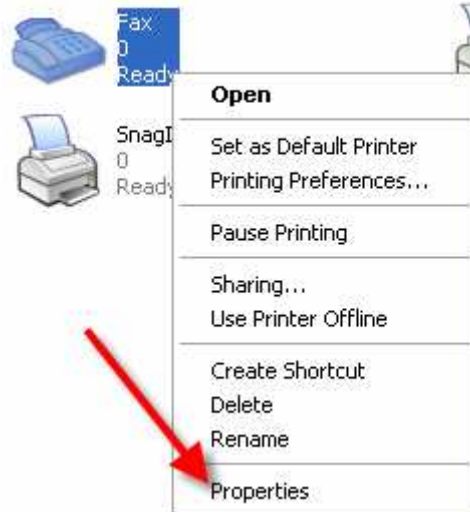 Fax
0
Ready
SnagI
0
Ready
Open
Set as Default Printer
Printing Preferences...
Pause Printing
Sharing...
Use Printer Offline
Create Shortcut
Delete
Rename
Properties